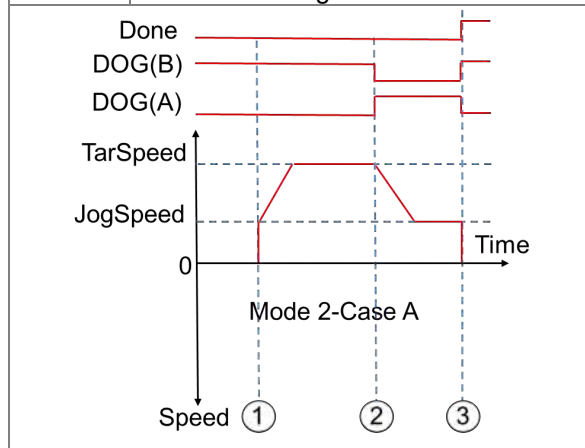 Done
DOG(B)
DOG(A)
TarSpeed
JogSpeed
Time
0
Mode 2-Case A
Speed 1 2 3